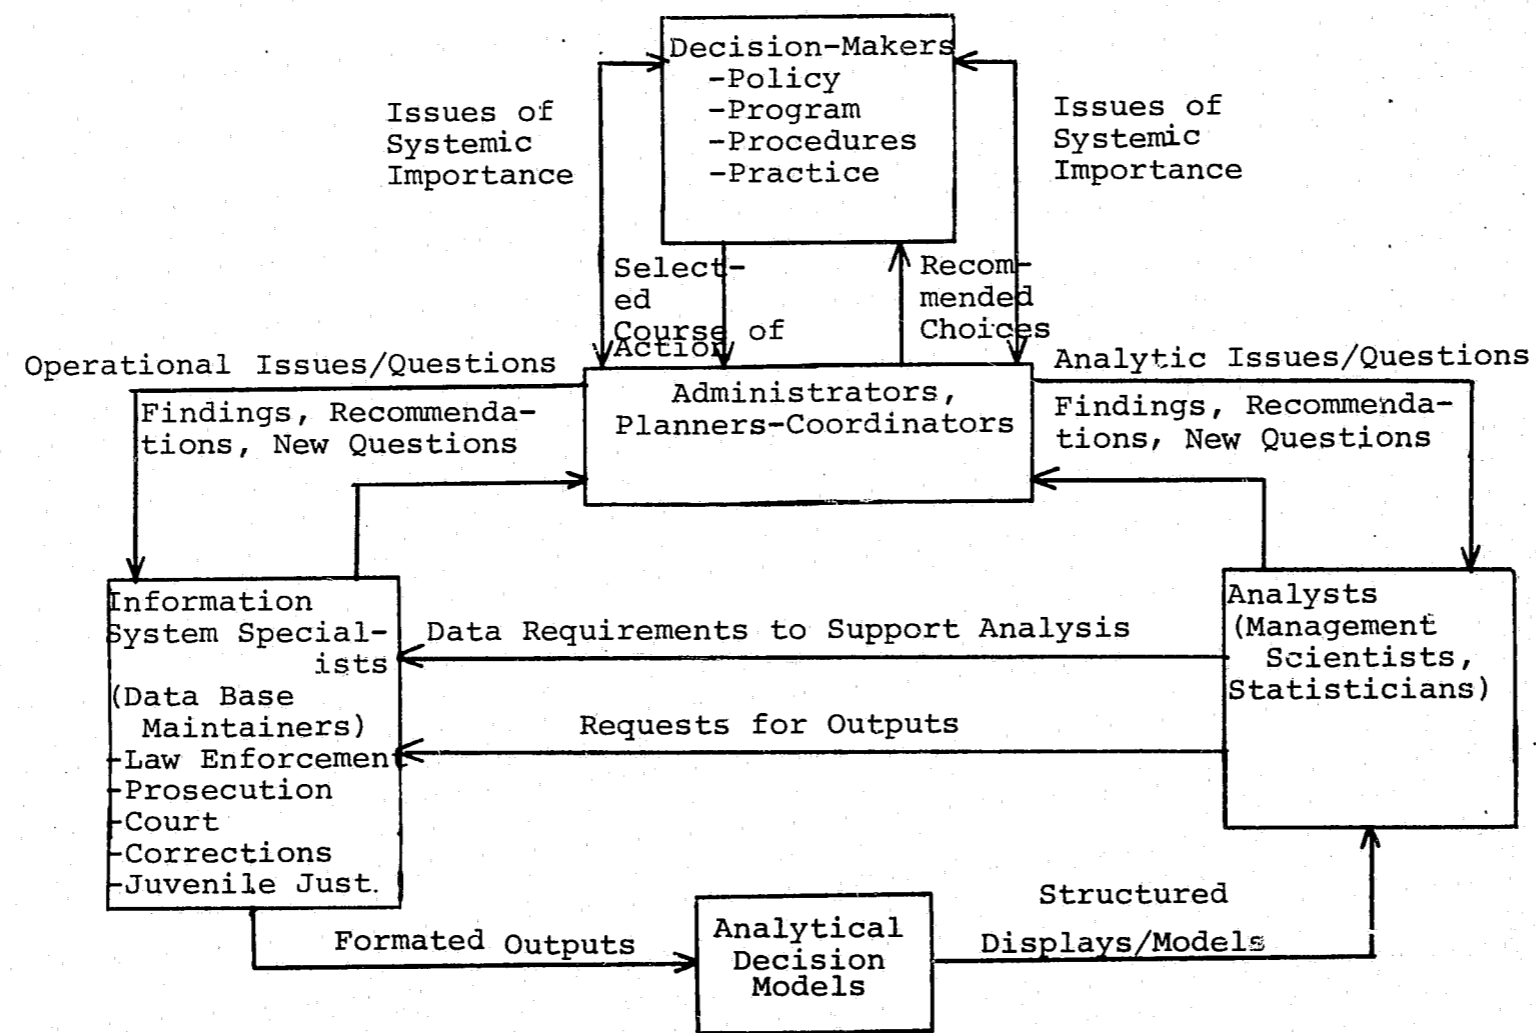 Decision-Makers
-Policy
-Program
-Procedures
-Practice
Issues of
Systemic
Importance
Issues of
Systemic
Importance
Select-
ed
Course of
Action
Recom-
mended
Choices
Operational Issues/Questions
Findings, Recommenda-
tions, New Questions
Administrators,
Planners-Coordinators
Analytic Issues/Questions
Findings, Recommenda-
tions, New Questions
Information
System Special-
ists
(Data Base
Maintainers)
-Law Enforcement
-Prosecution
-Court
-Corrections
-Juvenile Just.
Data Requirements to Support Analysis
Requests for Outputs
Analysts
(Management
Scientists,
Statisticians)
Formated Outputs
Analytical
Decision
Models
Structured
Displays/Models